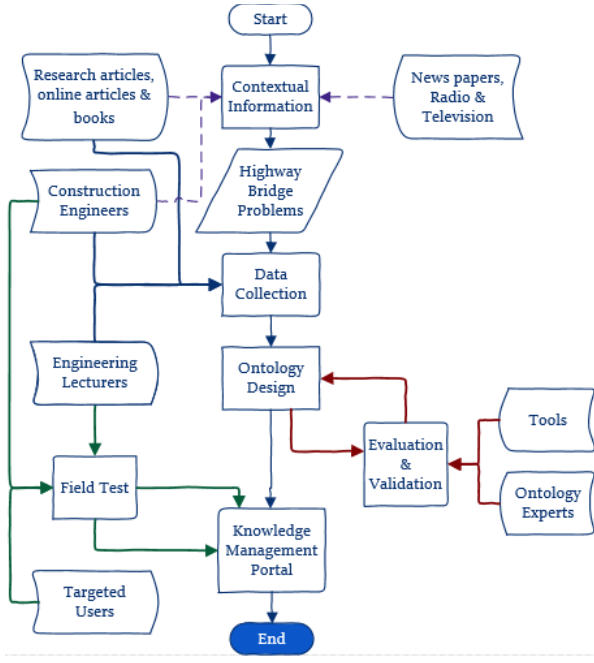 Start
Research articles,
online articles &
books
Contextual
Information
News papers,
Radio &
Television
Construction
Engineers
Highway
Bridge
Problems
Data
Collection
Engineering
Lecturers
Ontology
Design
Evaluation
&
Validation
Tools
Ontology
Experts
Field Test
Knowledge
Management
Portal
Targeted
Users
End